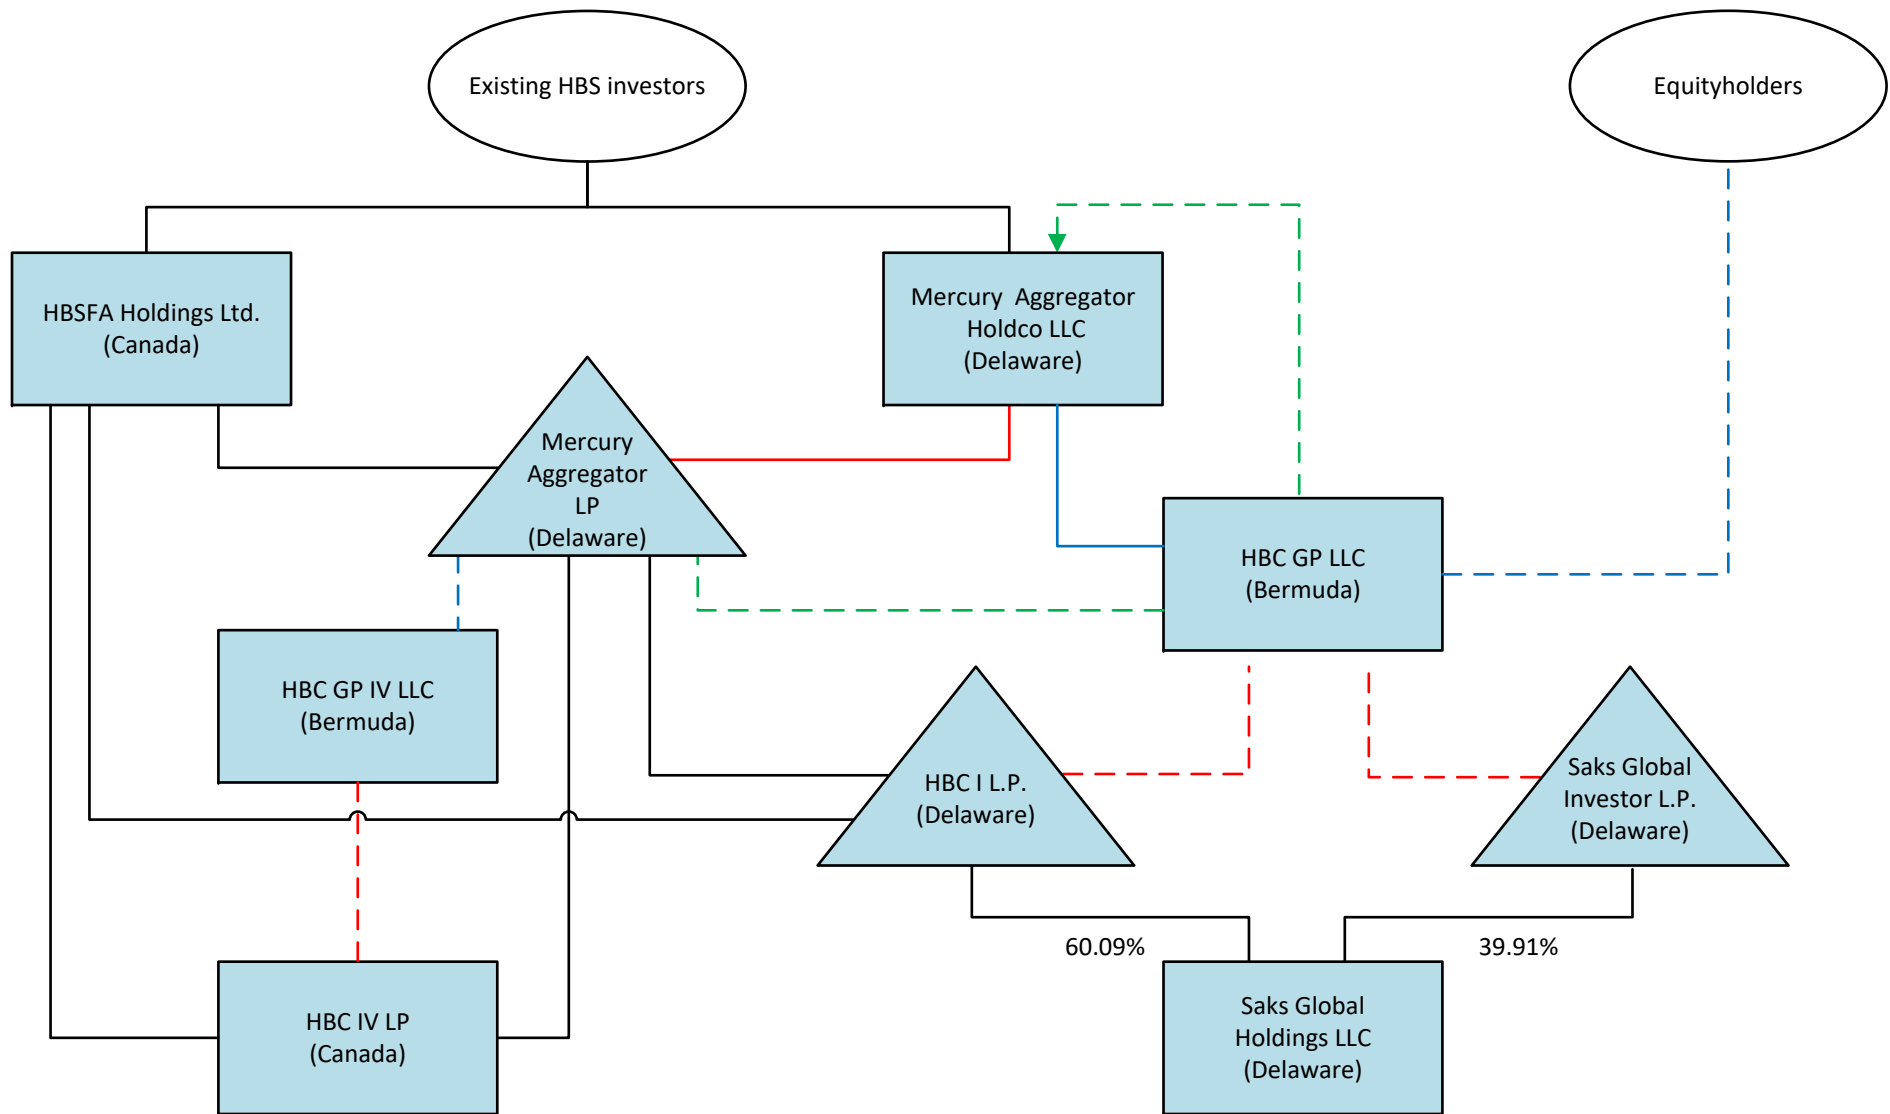 Existing HBS investors
Equityholders
HBSFA Holdings Ltd.
(Canada)
Mercury  Aggregator
Holdco LLC
(Delaware)
Mercury
Aggregator
LP
(Delaware)
HBC GP LLC
(Bermuda)
HBC GP IV LLC
(Bermuda)
HBC I L.P.
(Delaware)
Saks Global
Investor L.P.
(Delaware)
60.09%
39.91%
HBC IV LP
(Canada)
Saks Global
Holdings LLC
(Delaware)